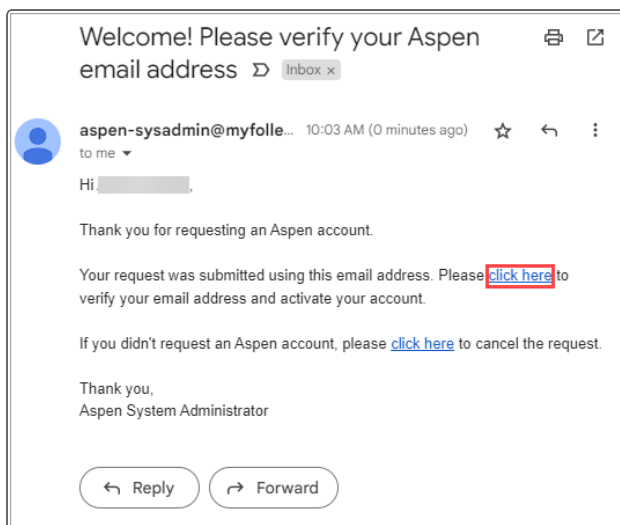 Welcome! Please verify your Aspen
email address Inbox ×
aspen-sysadmin@myfolle... 10:03 AM (0 minutes ago)
to me
Hi ,
Thank you for requesting an Aspen account.
Your request was submitted using this email address. Please click here to
verify your email address and activate your account.
If you didn't request an Aspen account, please click here to cancel the request.
Thank you,
Aspen System Administrator
Reply Forward